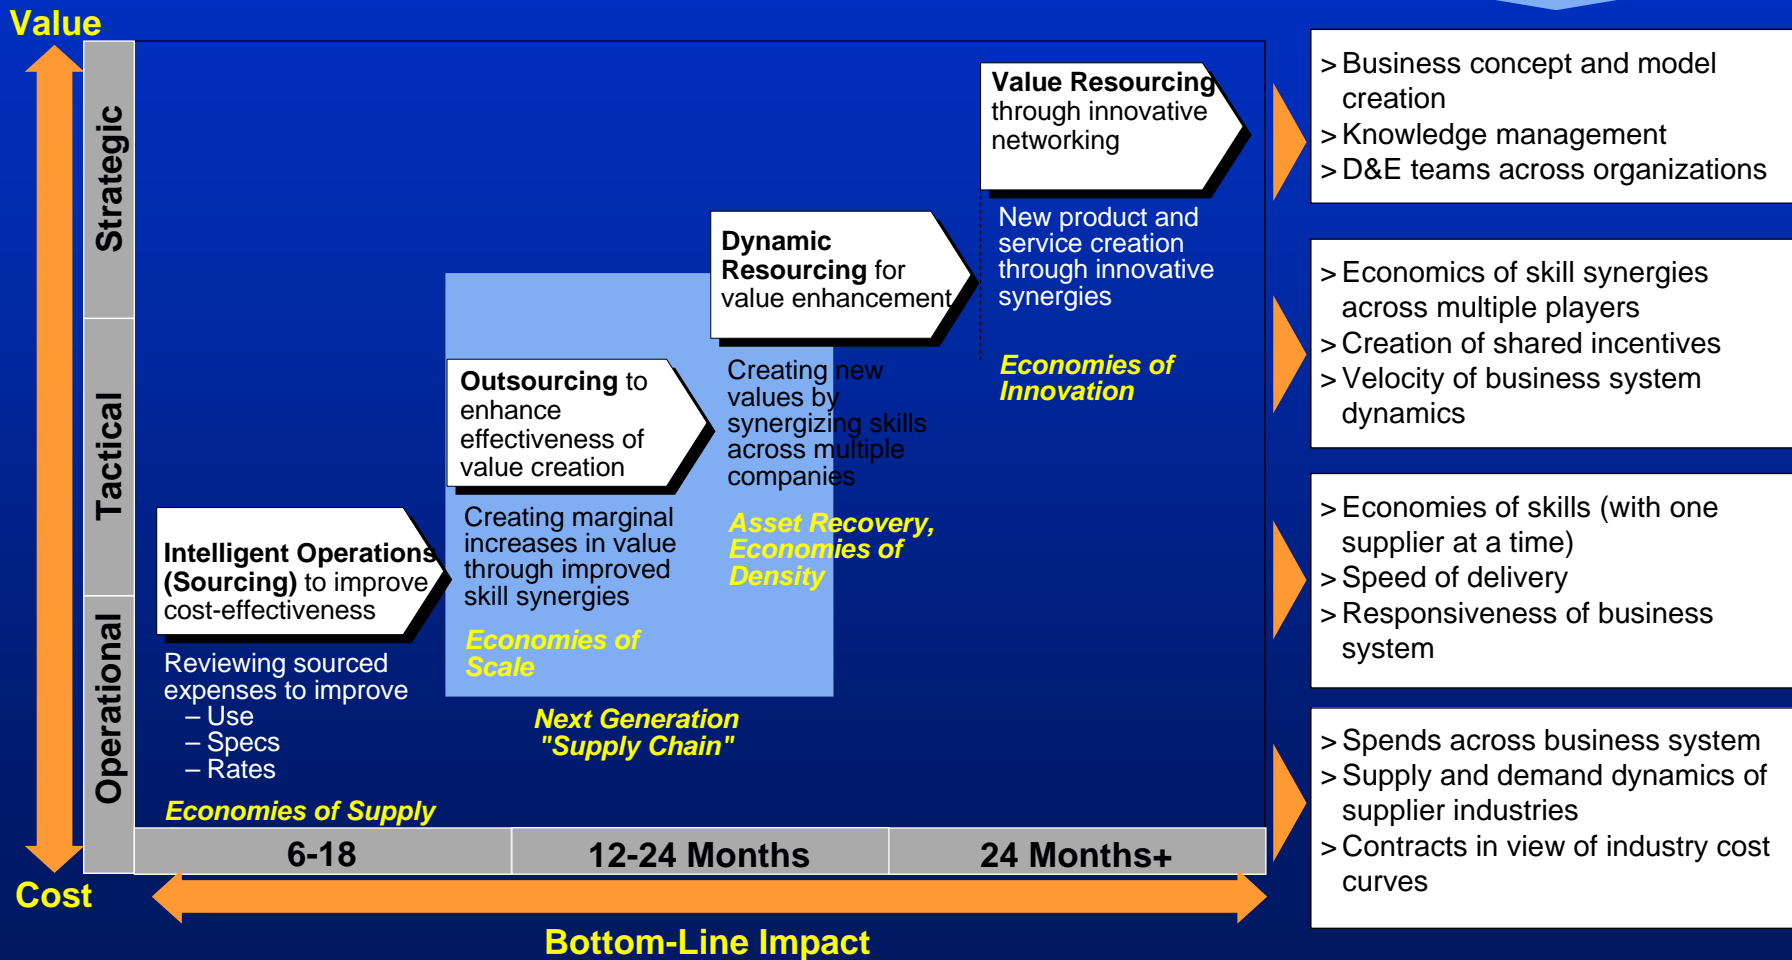 Value
Strategic
Tactical
Operational
Cost
Value Resourcing
through innovative
networking
New product and
service creation
through innovative
synergies
Economies of
Innovation
Dynamic
Resourcing for
value enhancement
Creating new
values by
synergizing skills
across multiple
companies
Asset Recovery,
Economies of
Density
Outsourcing to
enhance
effectiveness of
value creation
Creating marginal
increases in value
through improved
skill synergies
Economies of
Scale
Next Generation
"Supply Chain"
Intelligent Operations
(Sourcing) to improve
cost-effectiveness
Reviewing sourced
expenses to improve
– Use
– Specs
– Rates
Economies of Supply
6-18
12-24 Months
24 Months+
Bottom-Line Impact
> Business concept and model
creation
> Knowledge management
> D&E teams across organizations
> Economics of skill synergies
across multiple players
> Creation of shared incentives
> Velocity of business system
dynamics
> Economies of skills (with one
supplier at a time)
> Speed of delivery
> Responsiveness of business
system
> Spends across business system
> Supply and demand dynamics of
supplier industries
> Contracts in view of industry cost
curves